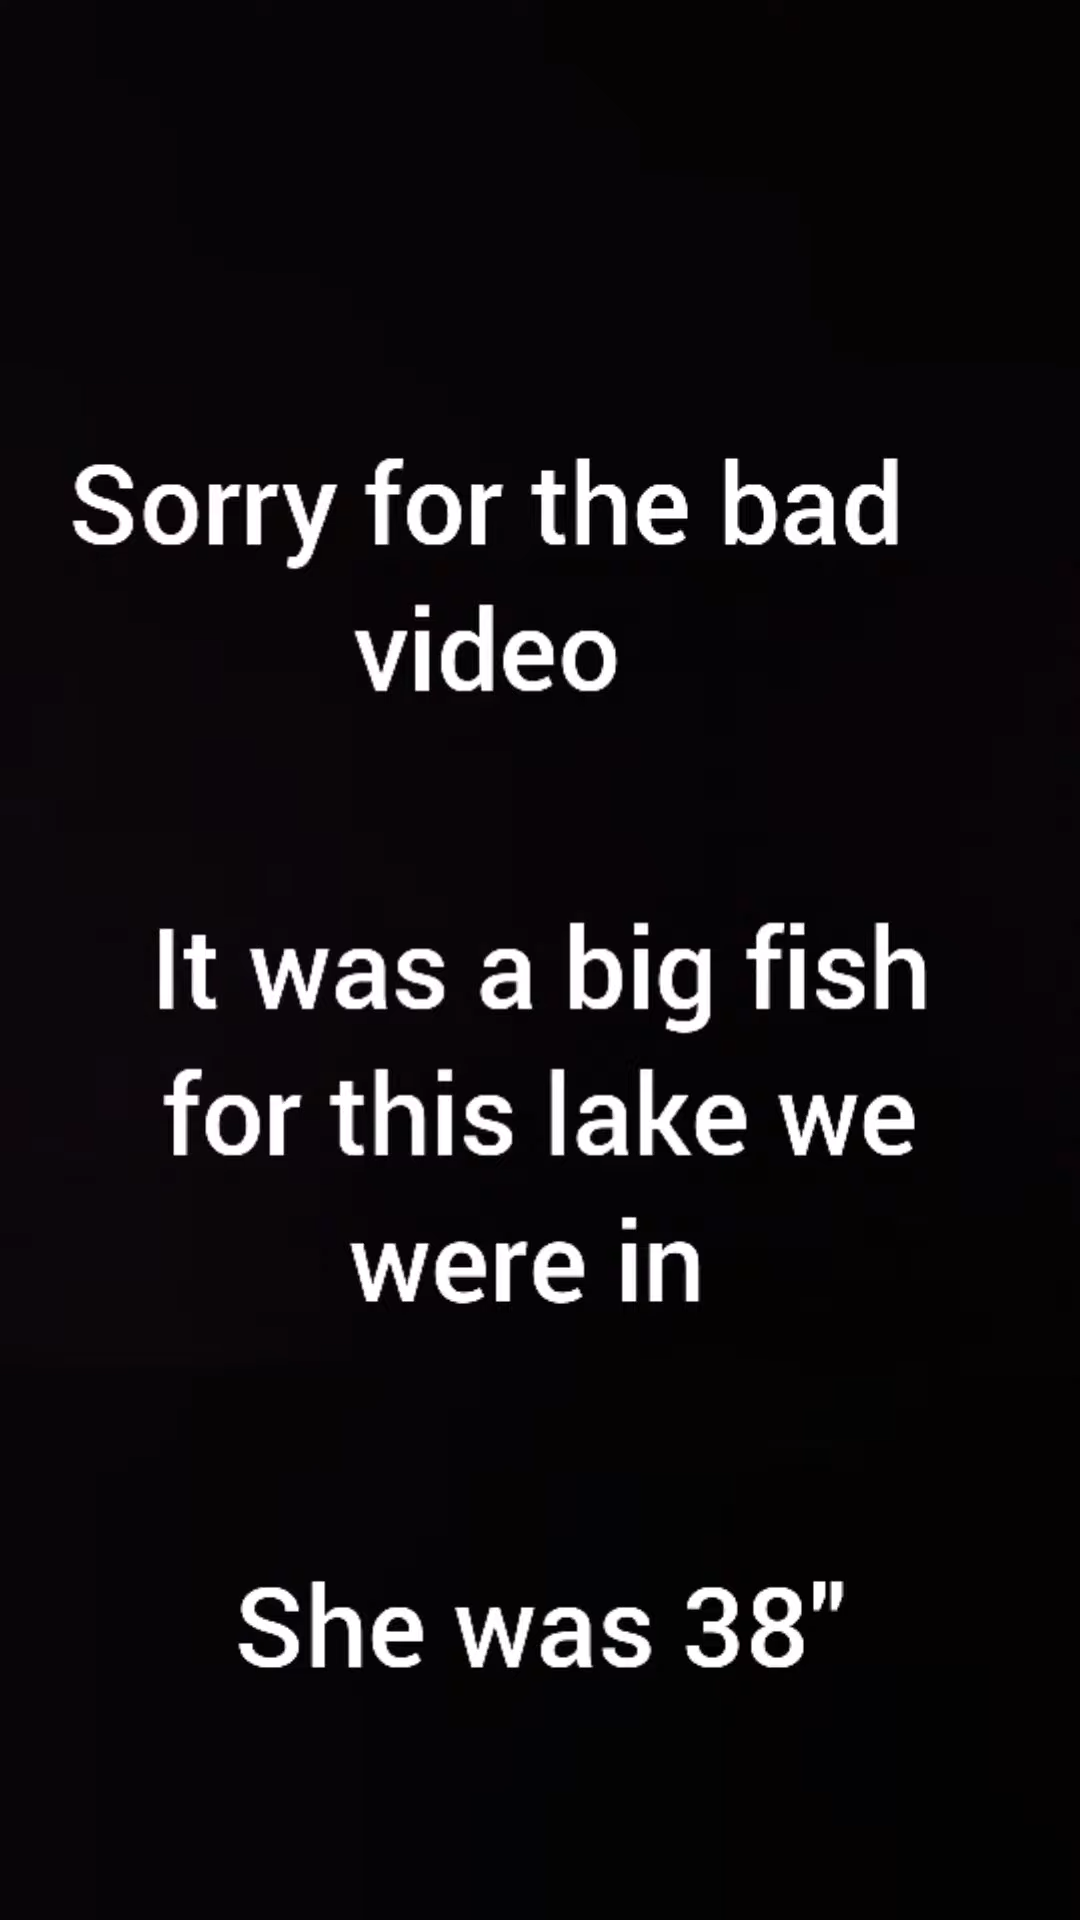 Sorry for the bad
video
It was a big fish
for this lake we
were in
She was 38"